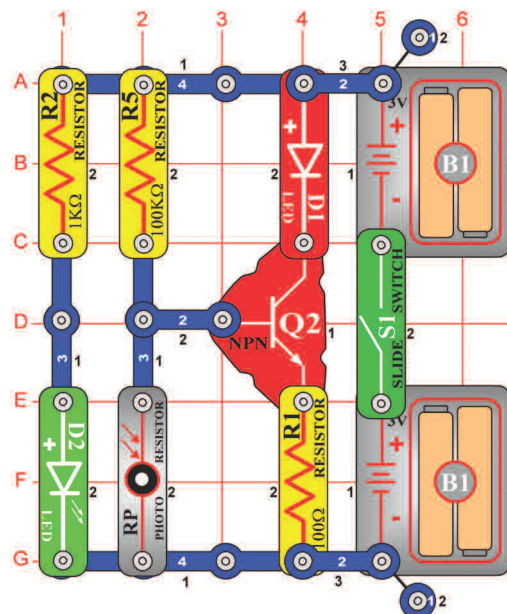 1 2 3 4 5 6
A
B
C
D
E
F
G
1
4
3
2
1 2
R2
RESISTOR
1KΩ
2
R5
RESISTOR
100KΩ
2
+
D1
LED
2
3V
+
-
B1
1
Q2
NPN
1
2
2
S1
SLIDE SWITCH
2
3
1
3
1
D2
+
LED
2
RP
PHOTO RESISTOR
2
R1
RESISTOR
100Ω
2
3V
+
-
B1
1
4
1
2
3
1 2